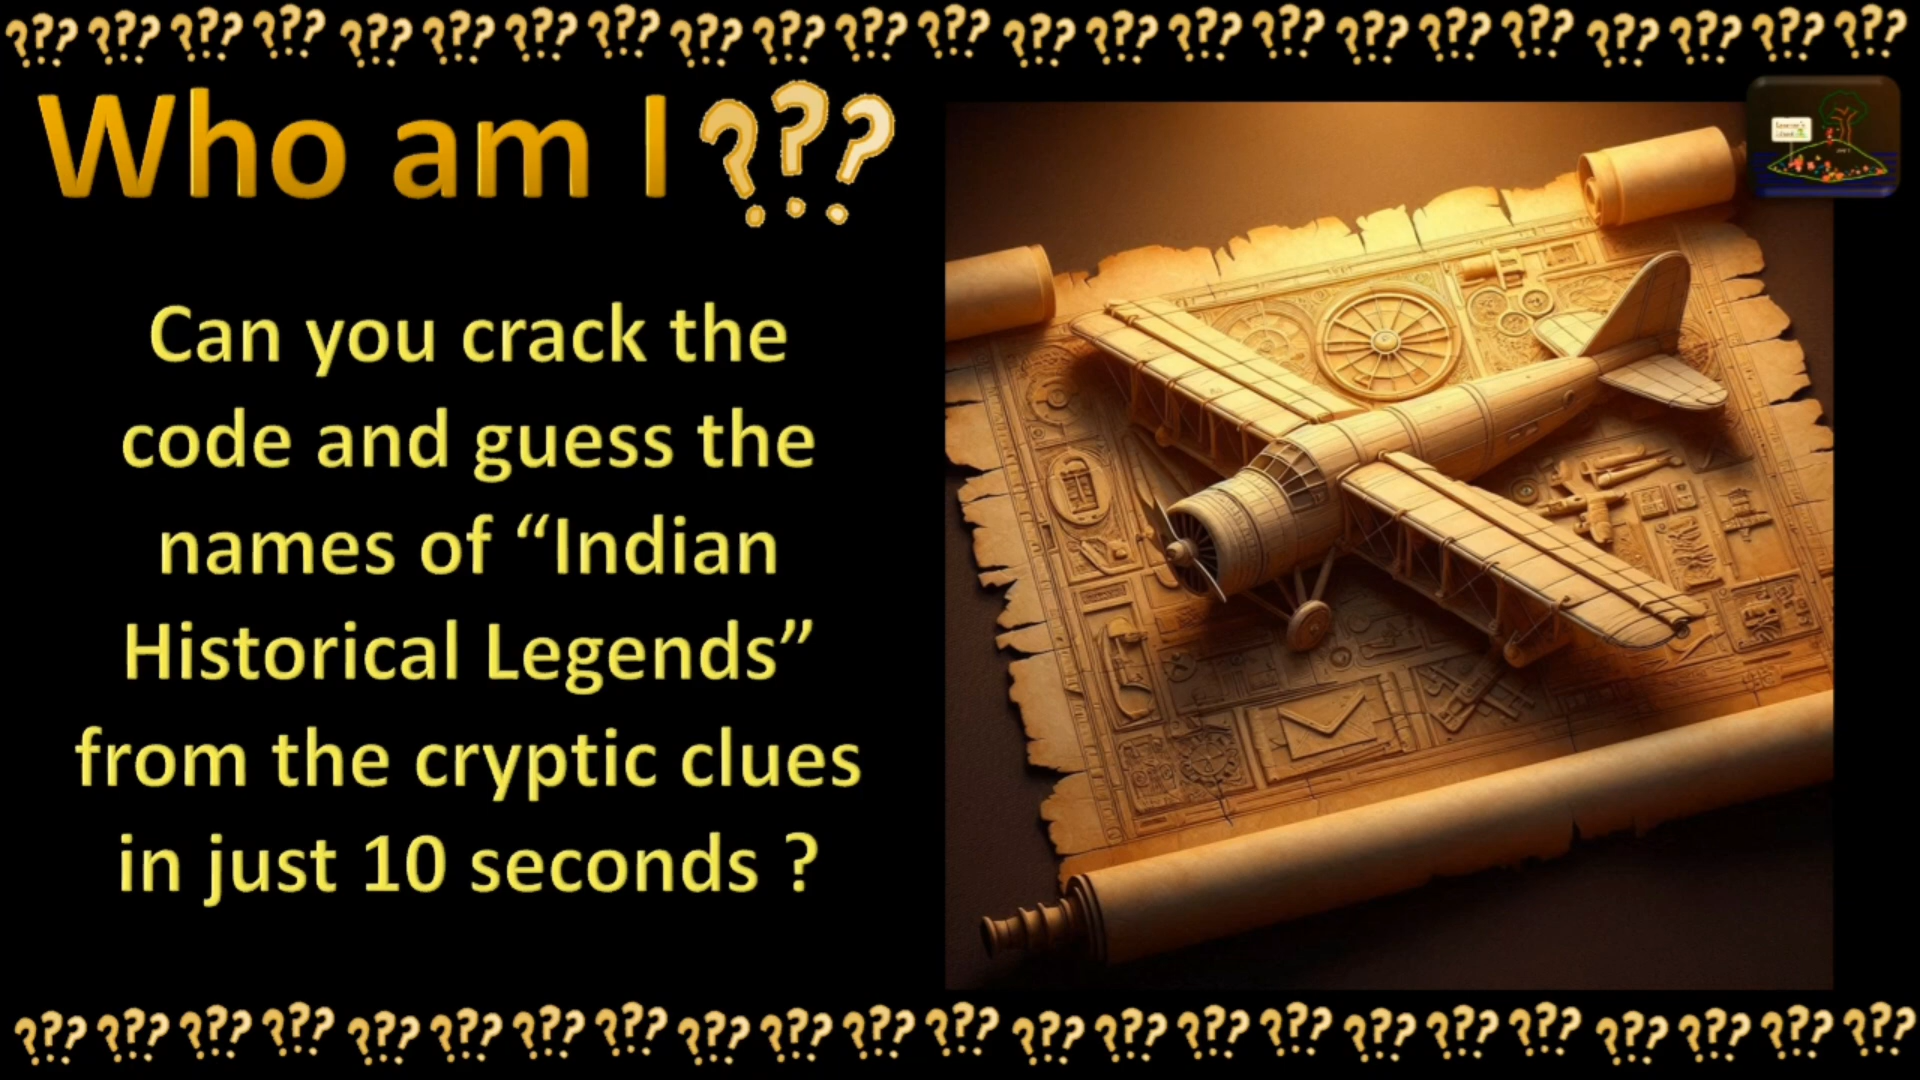 ??? ??? ??? ??? ??? ??? ??? ??? ??? ??? ??? ??? ??? ??? ??? ??? ??? ??? ??? ??? ??? ??? ???
Who am I ???
Can you crack the
code and guess the
names of “Indian
Historical Legends”
from the cryptic clues
in just 10 seconds ?
??? ??? ??? ??? ??? ??? ??? ??? ??? ??? ??? ??? ??? ??? ??? ??? ??? ??? ??? ??? ??? ??? ???